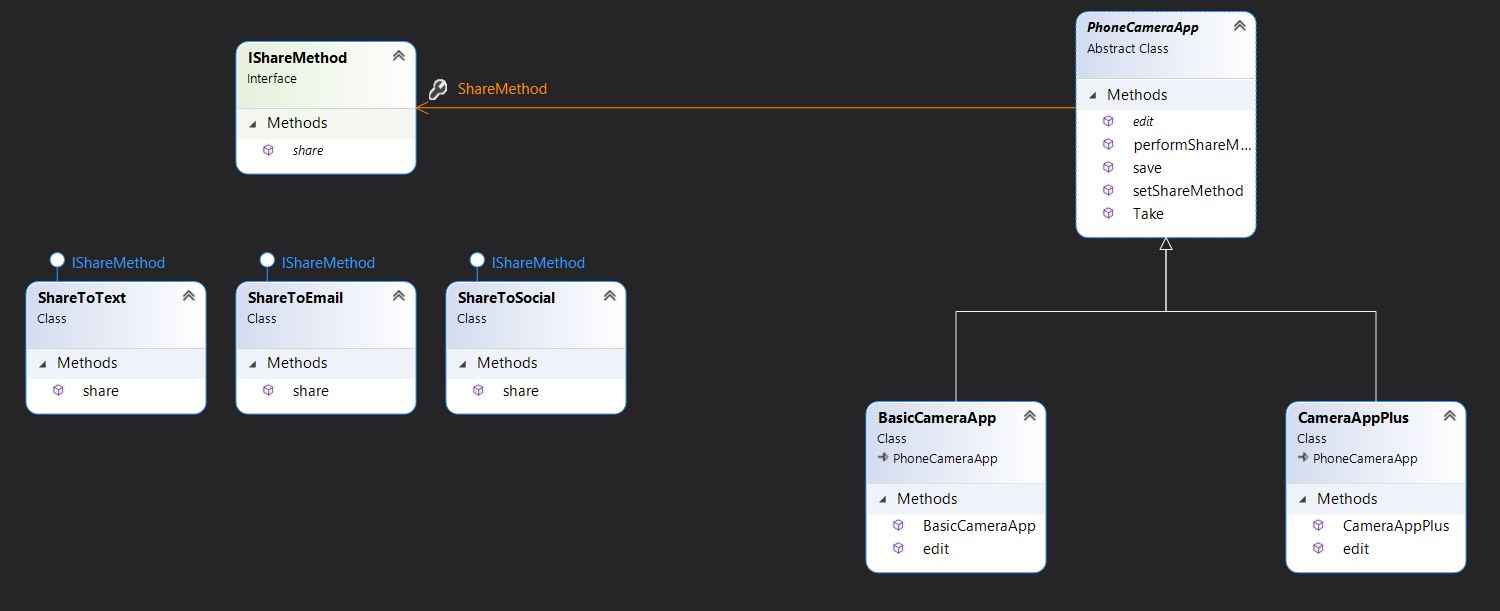 IShareMethod
Interface
Methods
share
ShareMethod
PhoneCameraApp
Abstract Class
Methods
edit
performShareM...
save
setShareMethod
Take
IShareMethod
ShareToText
Class
Methods
share
IShareMethod
ShareToEmail
Class
Methods
share
IShareMethod
ShareToSocial
Class
Methods
share
BasicCameraApp
Class
PhoneCameraApp
Methods
BasicCameraApp
edit
CameraAppPlus
Class
PhoneCameraApp
Methods
CameraAppPlus
edit